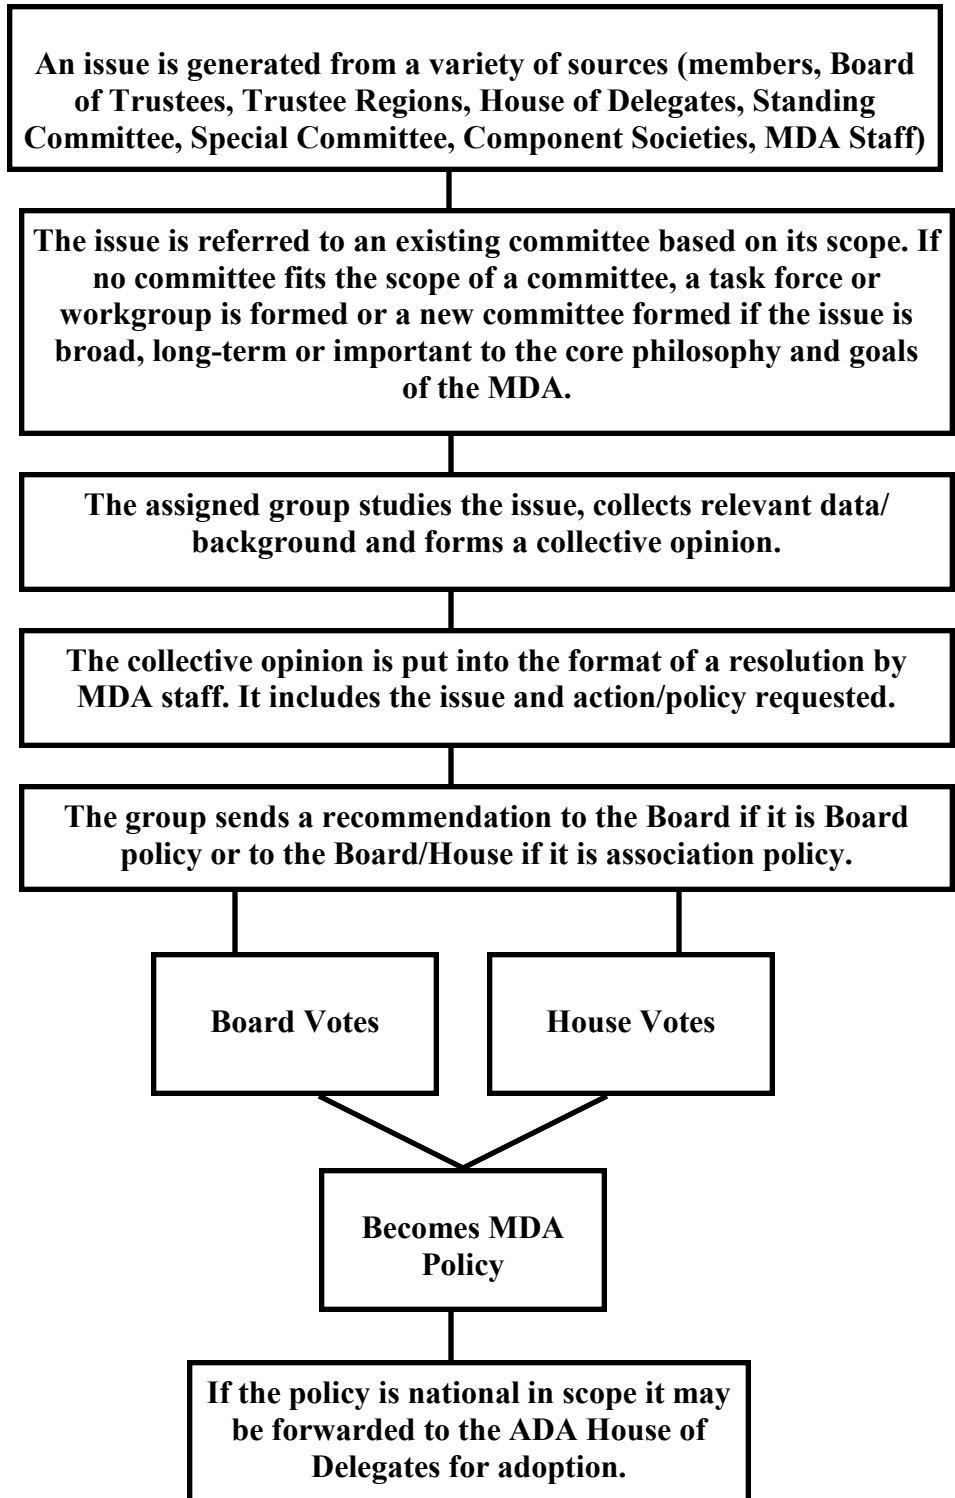 An issue is generated from a variety of sources (members, Board
of Trustees, Trustee Regions, House of Delegates, Standing
Committee, Special Committee, Component Societies, MDA Staff)
The issue is referred to an existing committee based on its scope. If
no committee fits the scope of a committee, a task force or
workgroup is formed or a new committee formed if the issue is
broad, long-term or important to the core philosophy and goals
of the MDA.
The assigned group studies the issue, collects relevant data/
background and forms a collective opinion.
The collective opinion is put into the format of a resolution by
MDA staff. It includes the issue and action/policy requested.
The group sends a recommendation to the Board if it is Board
policy or to the Board/House if it is association policy.
Board Votes
House Votes
Becomes MDA
Policy
If the policy is national in scope it may
be forwarded to the ADA House of
Delegates for adoption.